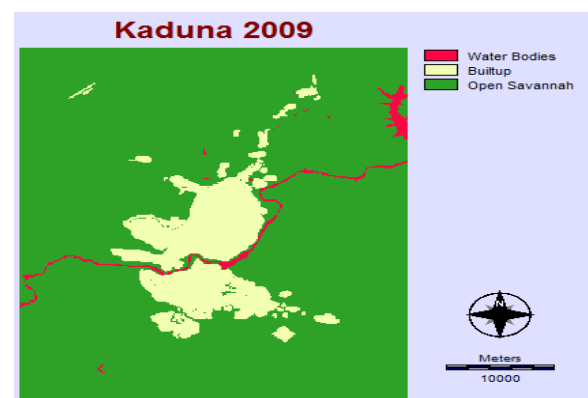 Kaduna 2009
Water Bodies
Builtup
Open Savannah
N
Meters
10000